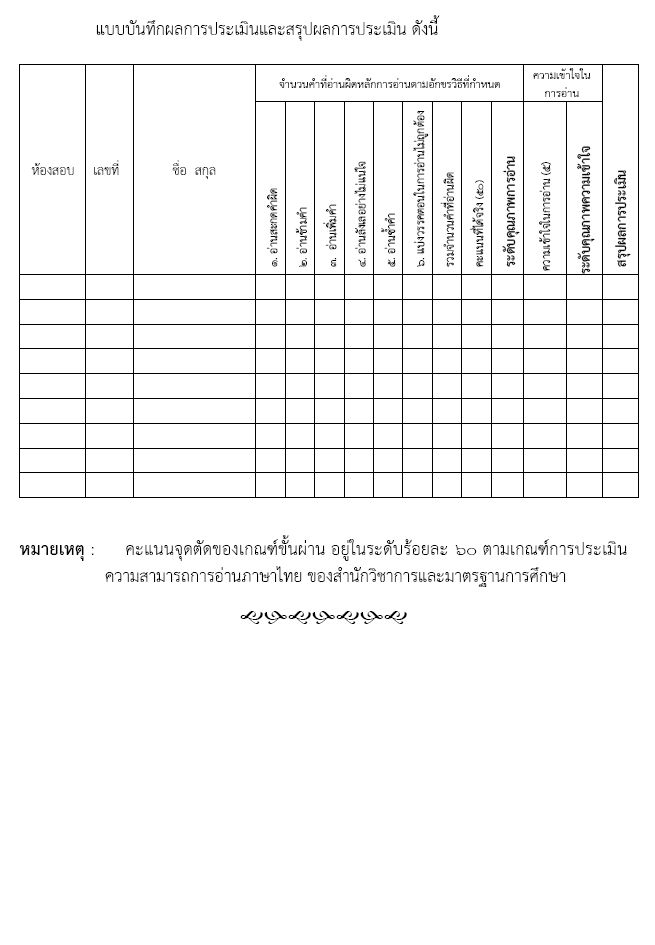 แบบบันทึกผลการประเมินและสรุปผลการประเมิน ดังนี้
ห้องสอบ
เลขที่
ชื่อ สกุล
จำนวนคำที่อ่านผิดหลักการอ่านตามอักขรวิธีที่กำหนด
ความเข้าใจใน
การอ่าน
๑. อ่านสะกดคำผิด
๒. อ่านข้ามคำ
๓. อ่านเพิ่มคำ
๔. อ่านลังเลอย่างไม่แน่ใจ
๕. อ่านซ้ำคำ
๖. แบ่งวรรคตอนในการอ่านไม่ถูกต้อง
รวมจำนวนคำที่อ่านผิด
คะแนนที่ได้จริง (๕๐)
ระดับคุณภาพการอ่าน
ความเข้าใจในการอ่าน (๕)
ระดับคุณภาพความเข้าใจ
สรุปผลการประเมิน
หมายเหตุ : คะแนนจุดตัดของเกณฑ์ขั้นผ่าน อยู่ในระดับร้อยละ ๖๐ ตามเกณฑ์การประเมิน
ความสามารถการอ่านภาษาไทย ของสำนักวิชาการและมาตรฐานการศึกษา